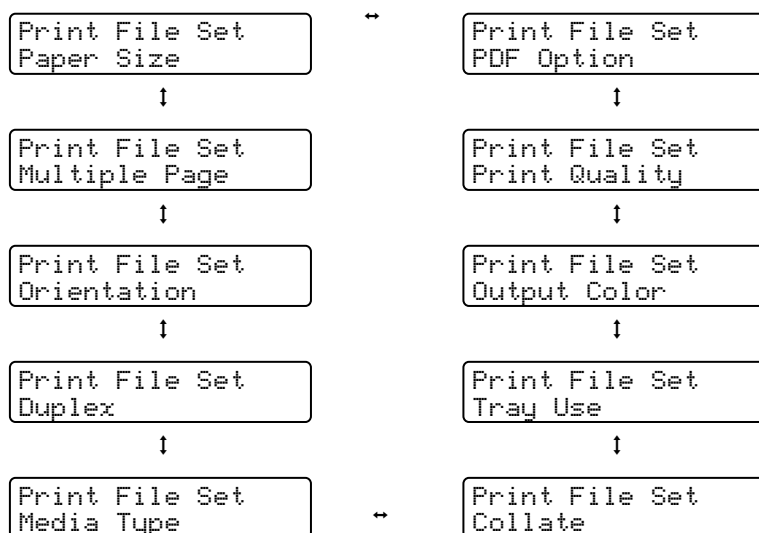 Print File Set
Paper Size
Print File Set
Multiple Page
Print File Set
Orientation
Print File Set
Duplex
Print File Set
Media Type
Print File Set
PDF Option
Print File Set
Print Quality
Print File Set
Output Color
Print File Set
Tray Use
Print File Set
Collate